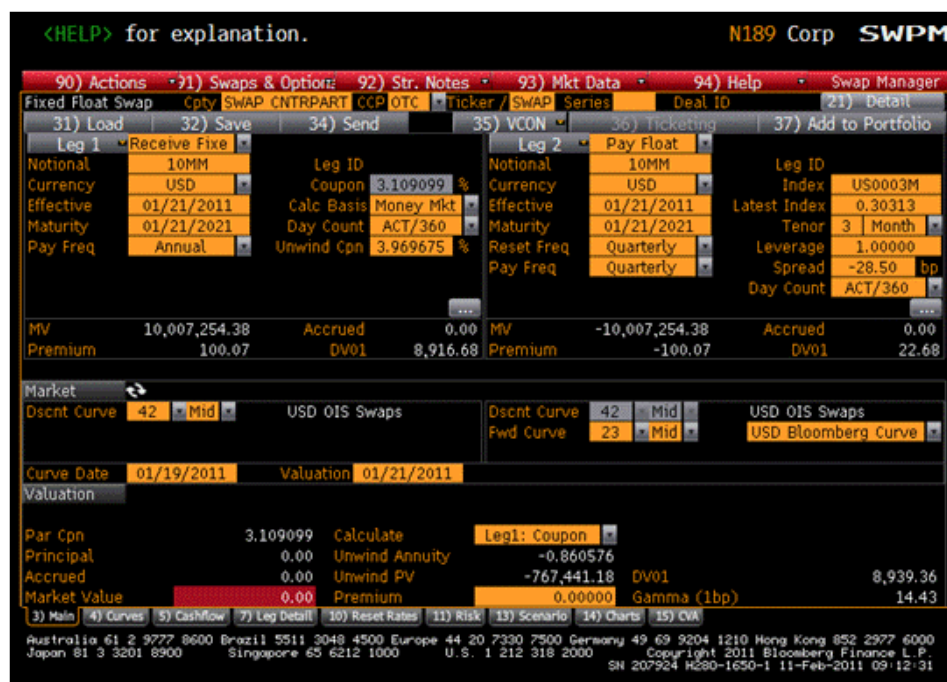 <HELP> for explanation. N189 Corp SWPM
90) Actions 91) Swaps & Options 92) Str. Notes 93) Mkt Data 94) Help Swap Manager
Fixed Float Swap Cpty SWAP CNTRPART CCP OTC Ticker / SWAP Series Deal ID 21) Detail
31) Load 32) Save 34) Send 35) VCON 36) Ticketing 37) Add to Portfolio
Leg 1 Receive Fixe Leg 2 Pay Float
Notional 10MM Leg ID Notional 10MM Leg ID
Currency USD Coupon 3.109099 % Currency USD Index US0003M
Effective 01/21/2011 Calc Basis Money Mkt Effective 01/21/2011 Latest Index 0.30313
Maturity 01/21/2021 Day Count ACT/360 Maturity 01/21/2021 Tenor 3 Month
Pay Freq Annual Unwind Cpn 3.969675 % Reset Freq Quarterly Leverage 1.00000
Pay Freq Quarterly Spread -28.50 bp
Day Count ACT/360
...
...
MV 10,007,254.38 Accrued 0.00 MV -10,007,254.38 Accrued 0.00
Premium 100.07 DV01 8,916.68 Premium -100.07 DV01 22.68
Market
Dscnt Curve 42 Mid USD OIS Swaps Dscnt Curve 42 Mid USD OIS Swaps
Fwd Curve 23 Mid USD Bloomberg Curve
Curve Date 01/19/2011 Valuation 01/21/2011
Valuation
Par Cpn 3.109099 Calculate Leg1: Coupon
Principal 0.00 Unwind Annuity -0.860576
Accrued 0.00 Unwind PV -767,441.18 DV01 8,939.36
Market Value 0.00 Premium 0.00000 Gamma (1bp) 14.43
3) Main 4) Curves 5) Cashflow 7) Leg Detail 10) Reset Rates 11) Risk 13) Scenario 14) Charts 15) CVA
Australia 61 2 9777 8600 Brazil 5511 3048 4500 Europe 44 20 7330 7500 Germany 49 69 9204 1210 Hong Kong 852 2977 6000
Japan 81 3 3201 8900 Singapore 65 6212 1000 U.S. 1 212 318 2000 Copyright 2011 Bloomberg Finance L.P.
SN 207924 H280-1650-1 11-Feb-2011 09:12:31